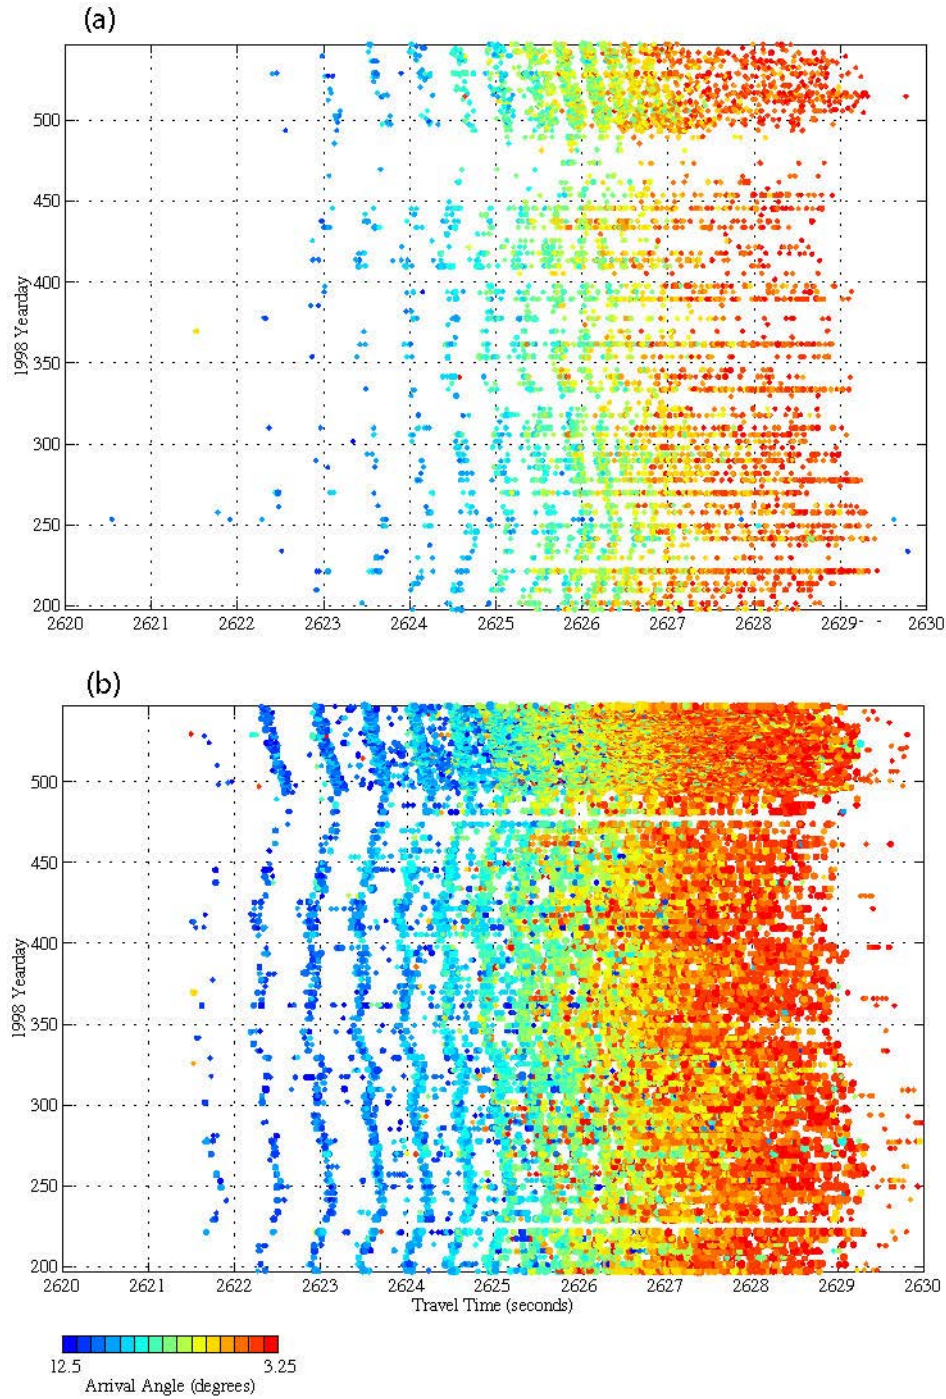 (a)
500
450
400
350
300
250
200
1998 Yearday
2620 2621 2622 2623 2624 2625 2626 2627 2628 2629- - 2630
(b)
500
450
400
350
300
250
200
1998 Yearday
2620 2621 2622 2623 2624 2625 2626 2627 2628 2629 2630
Travel Time (seconds)
12.5 3.25
Arrival Angle (degrees)